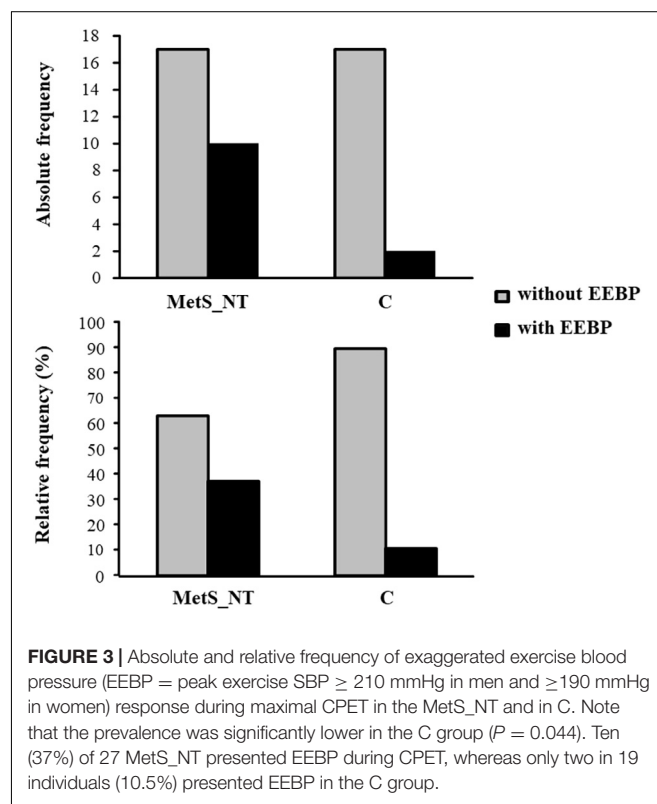 18
16
14
12
10
8
6
4
2
0
Absolute frequency
MetS_NT C
without EEBP
with EEBP
100
90
80
70
60
50
40
30
20
10
0
Relative frequency (%)
MetS_NT C
FIGURE 3 | Absolute and relative frequency of exaggerated exercise blood
pressure (EEBP = peak exercise SBP ≥ 210 mmHg in men and ≥190 mmHg
in women) response during maximal CPET in the MetS_NT and in C. Note
that the prevalence was significantly lower in the C group (P = 0.044). Ten
(37%) of 27 MetS_NT presented EEBP during CPET, whereas only two in 19
individuals (10.5%) presented EEBP in the C group.